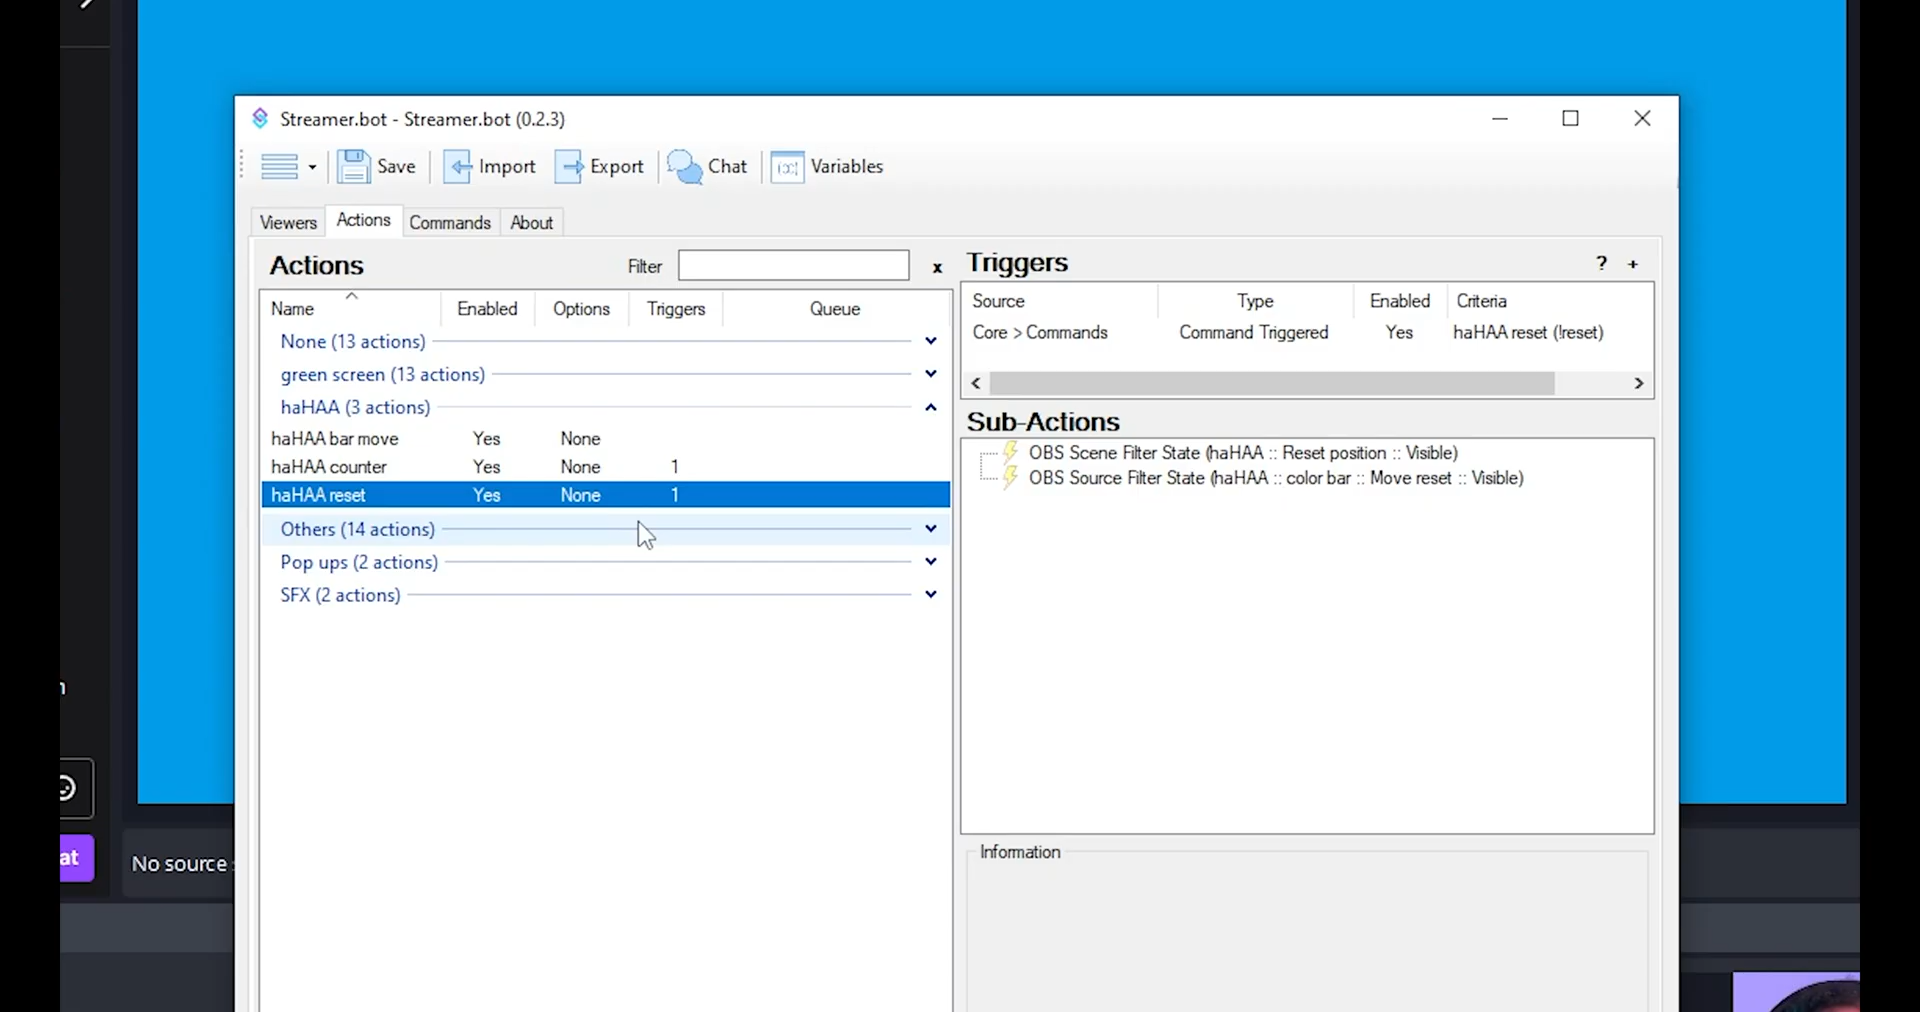 Streamer.bot - Streamer.bot (0.2.3)
Save Import Export Chat Variables
Viewers Actions Commands About
Actions Filter x
Name Enabled Options Triggers Queue
None (13 actions)
green screen (13 actions)
haHAA (3 actions)
haHAA bar move Yes None
haHAA counter Yes None 1
haHAA reset Yes None 1
Others (14 actions)
Pop ups (2 actions)
SFX (2 actions)
Triggers ? +
Source Type Enabled Criteria
Core > Commands Command Triggered Yes haHAA reset (!reset)
Sub-Actions
OBS Scene Filter State (haHAA :: Reset position :: Visible)
OBS Source Filter State (haHAA :: color bar :: Move reset :: Visible)
Information
at
No source